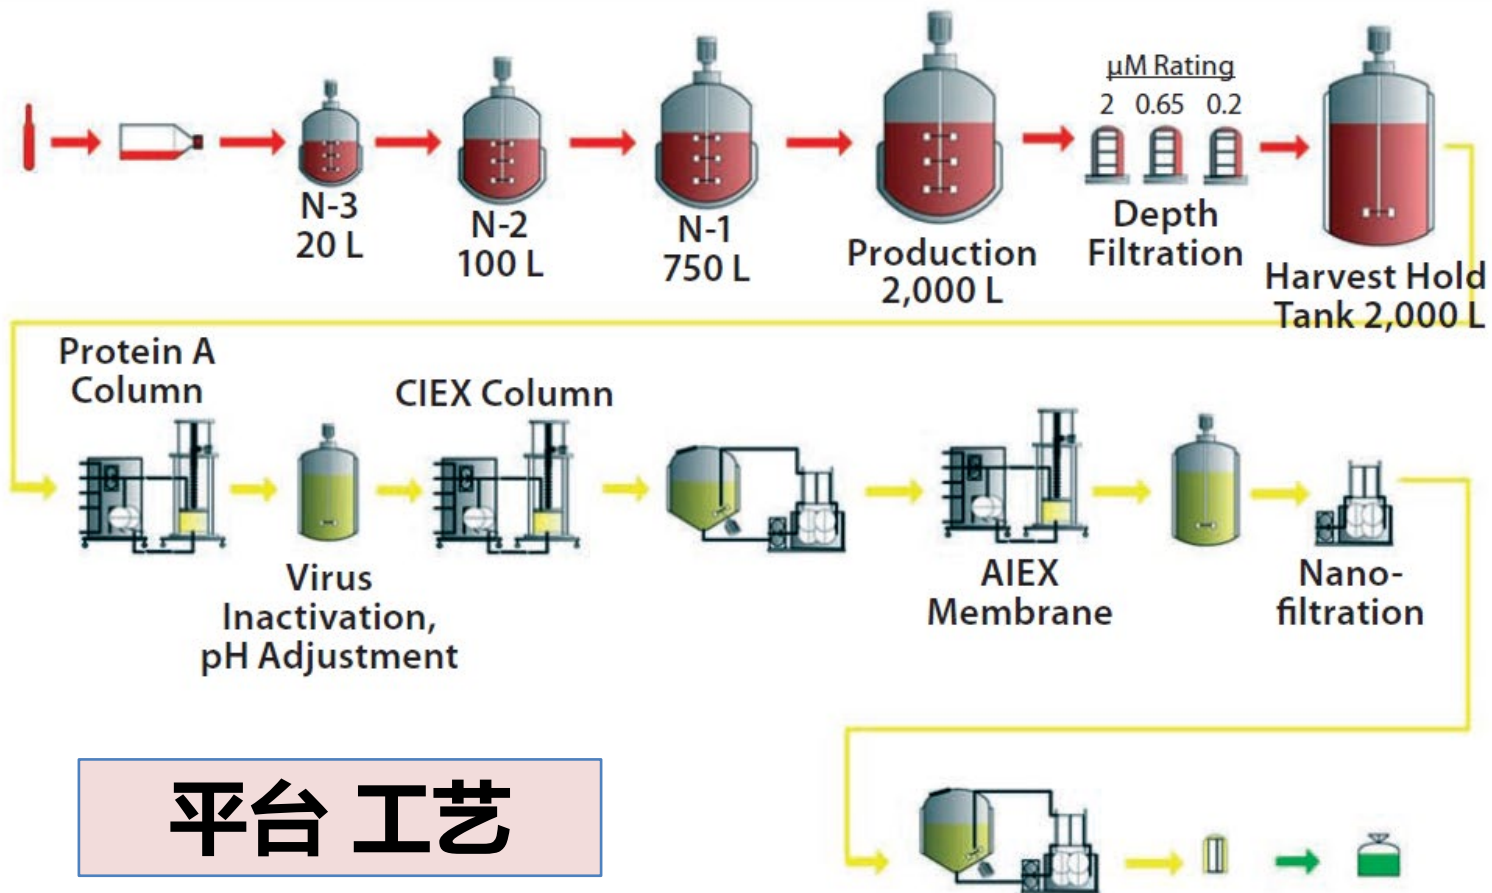 µM Rating
2 0.65 0.2
N-3
20 L
N-2
100 L
N-1
750 L
Production
2,000 L
Depth
Filtration
Harvest Hold
Tank 2,000 L
Protein A
Column
CIEX Column
Virus
Inactivation,
pH Adjustment
AIEX
Membrane
Nano-
filtration
平台 工艺